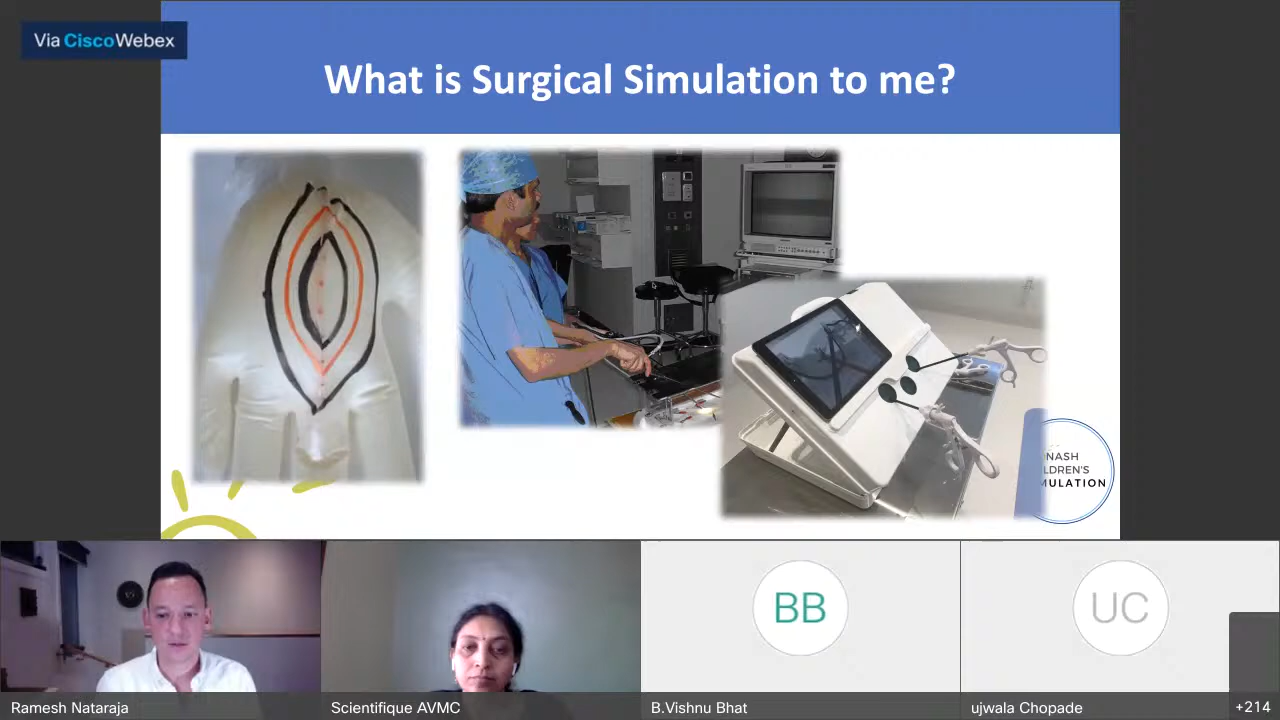 Via CiscoWebex
What is Surgical Simulation to me?
NASH
LDREN'S
MULATION
BB
UC
Ramesh Nataraja
Scientifique AVMC
B.Vishnu Bhat
ujwala Chopade
+214